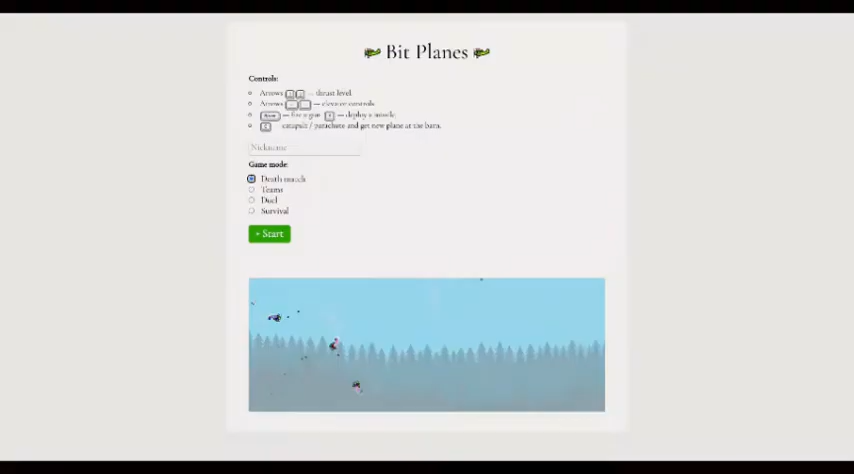 Bit Planes
Controls:
Arrows — thrust level.
Arrows — elevator controls.
— fire a gun — deploy a missile.
catapult / parachute and get new plane at the barn.
Nickname
Game mode:
Death match
Teams
Duel
Survival
Start